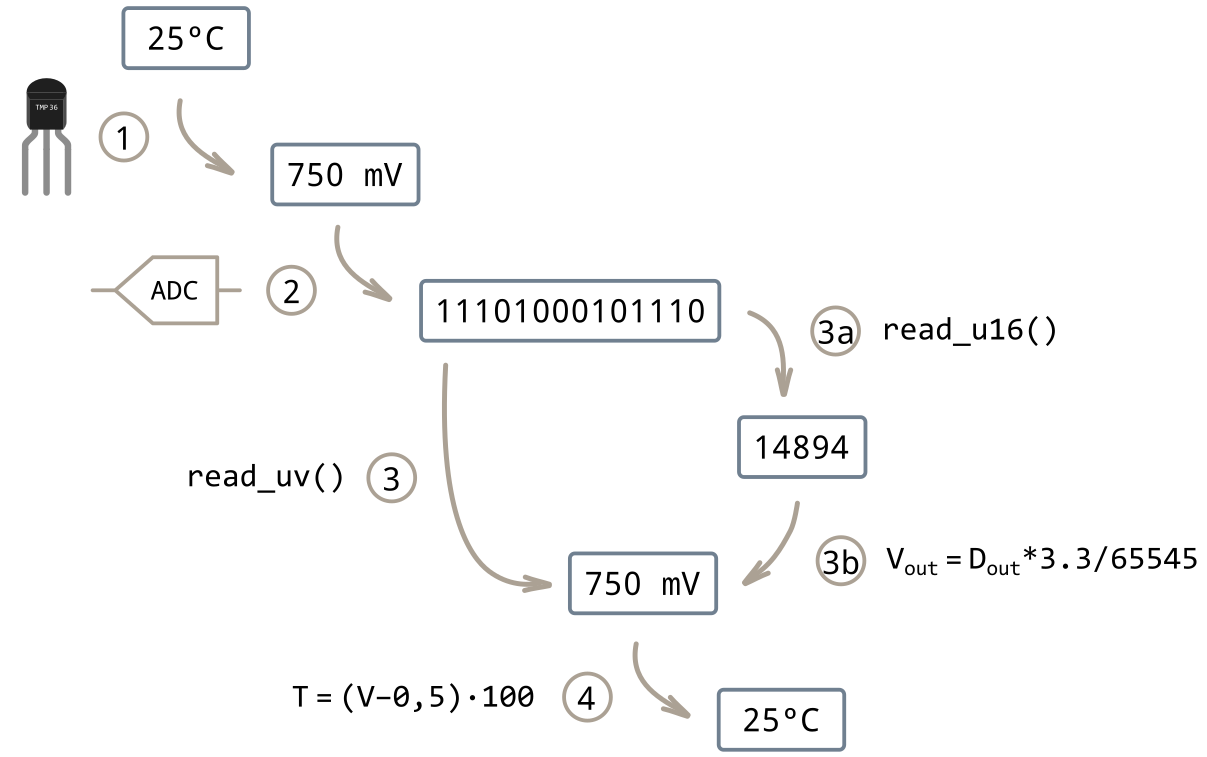 25°C
TMP 36
1
750 mV
ADC
2
11101000101110
3a read_u16()
14894
read_uv() 3
3b Vout = Dout*3.3/65545
750 mV
T = (V–0,5)·100 4
25°C